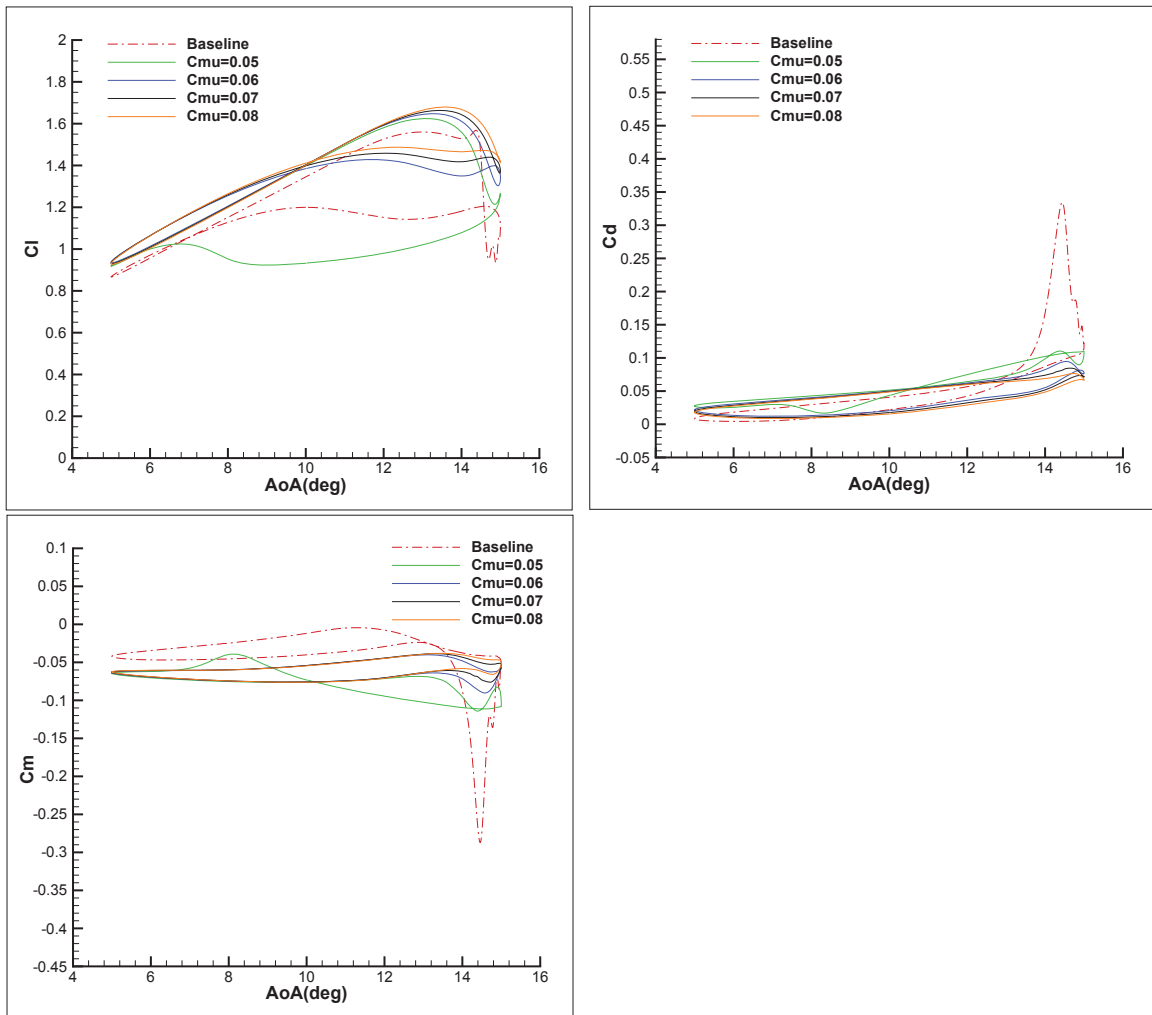 2
1.8
1.6
1.4
1.2
1
0.8
0.6
0.4
0.2
0
Cl
4 6 8 10 12 14 16
AoA(deg)
Baseline
Cmu=0.05
Cmu=0.06
Cmu=0.07
Cmu=0.08
0.55
0.5
0.45
0.4
0.35
0.3
0.25
0.2
0.15
0.1
0.05
0
-0.05
Cd
4 6 8 10 12 14 16
AoA(deg)
Baseline
Cmu=0.05
Cmu=0.06
Cmu=0.07
Cmu=0.08
0.1
0.05
0
-0.05
-0.1
-0.15
-0.2
-0.25
-0.3
-0.35
-0.4
-0.45
Cm
4 6 8 10 12 14 16
AoA(deg)
Baseline
Cmu=0.05
Cmu=0.06
Cmu=0.07
Cmu=0.08